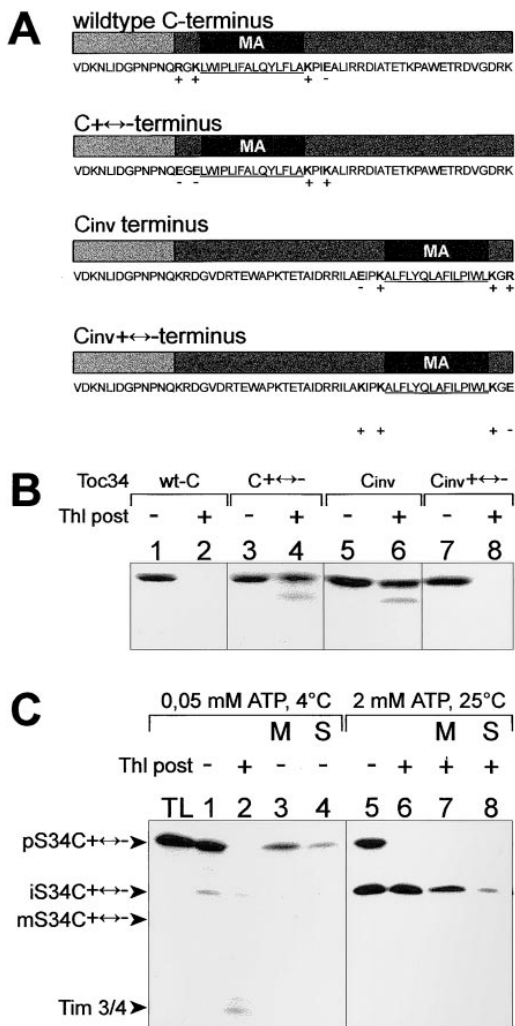 A
wildtype C-terminus
MA
VDKNLIDGPNPNQRGKLWIPLIFALQYLFLAKPIEALIRRDIATETKPAWETRDVGDRK
+ + + -
C+↔-terminus
MA
VDKNLIDGPNPNQEGELWIPLIFALQYLFLAKPIKALIRRDIATETKPAWETRDVGDRK
- - + +
Cinv terminus
MA
VDKNLIDGPNPNQKRDGVDRTEWAPKTETAIDRRILAEIPKALFLYQLAFILPIWLKGR
- + + +
Cinv+↔-terminus
MA
VDKNLIDGPNPNQKRDGVDRTEWAPKTETAIDRRILAKIPKALFLYQLAFILPIWLKGE
+ + + -
B
Toc34 wt-C C+↔- Cinv Cinv+↔-
Thl post - + - + - + - +
1 2 3 4 5 6 7 8
C
0,05 mM ATP, 4°C 2 mM ATP, 25°C
M S M S
Thl post - + - - - + + +
TL 1 2 3 4 5 6 7 8
pS34C+↔-
iS34C+↔-
mS34C+↔-
Tim 3/4